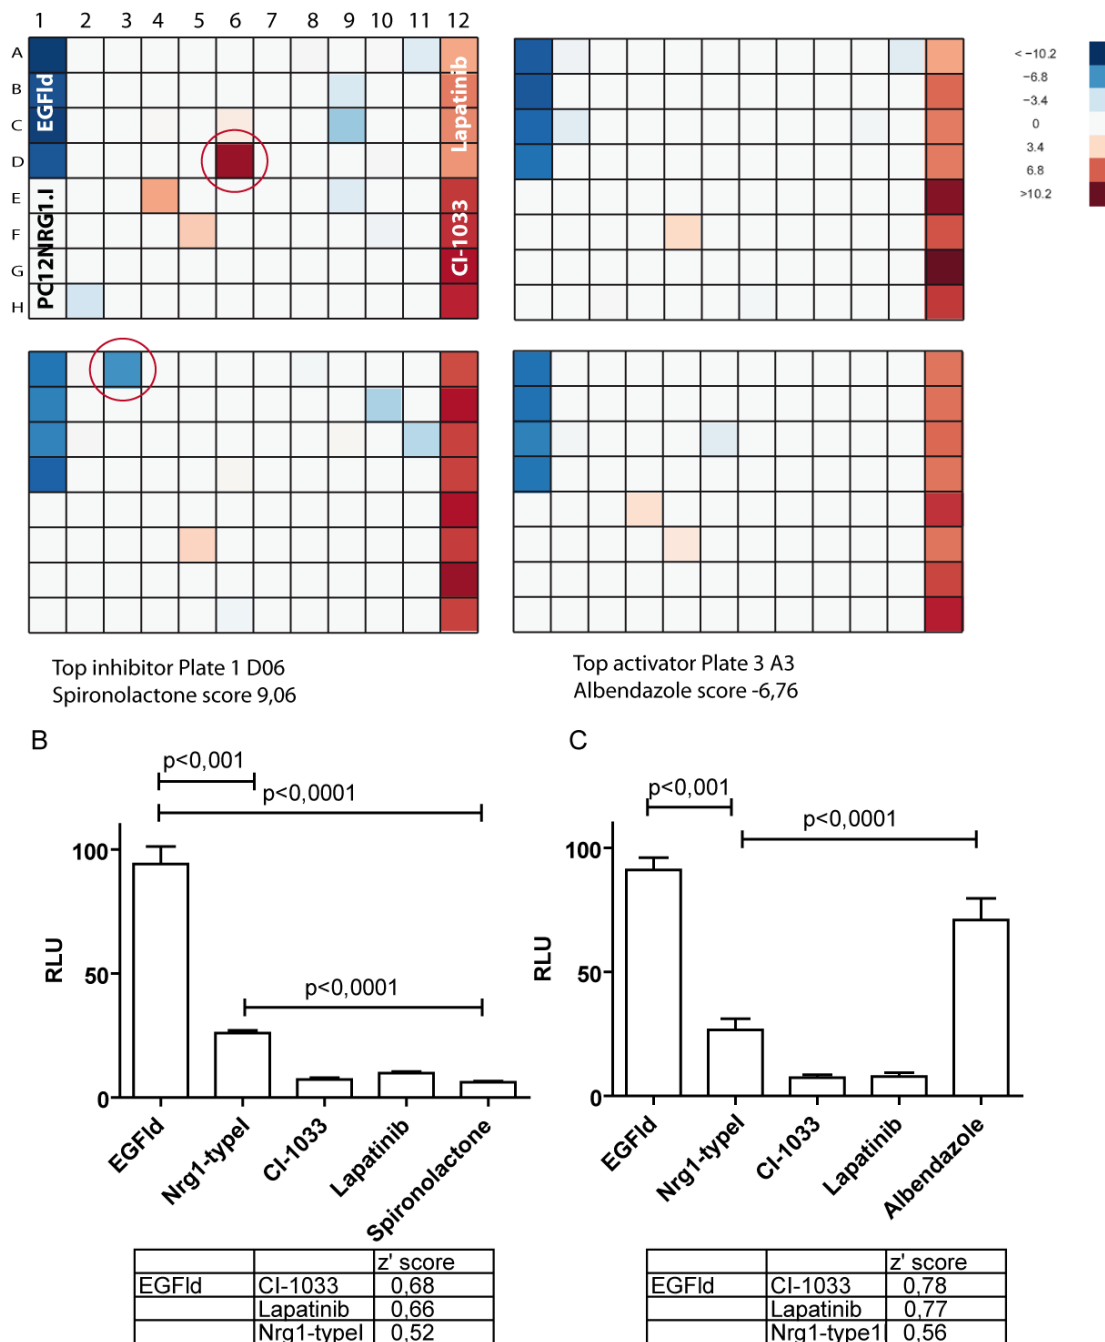 1 2 3 4 5 6 7 8 9 10 11 12
A
B
C
D
E
F
G
H
EGFld
PC12NRG1.I
Lapatinib
CI-1033
< −10.2
−6.8
−3.4
0
3.4
6.8
>10.2
Top inhibitor Plate 1 D06
Spironolactone score 9,06
Top activator Plate 3 A3
Albendazole score -6,76
B
p<0,001
p<0,0001
p<0,0001
100
50
0
RLU
EGFld
Nrg1-typeI
CI-1033
Lapatinib
Spironolactone
z' score
EGFld CI-1033 0,68
Lapatinib 0,66
Nrg1-typeI 0,52
C
p<0,001
p<0,0001
100
50
0
RLU
EGFld
Nrg1-typeI
CI-1033
Lapatinib
Albendazole
z' score
EGFld CI-1033 0,78
Lapatinib 0,77
Nrg1-type1 0,56